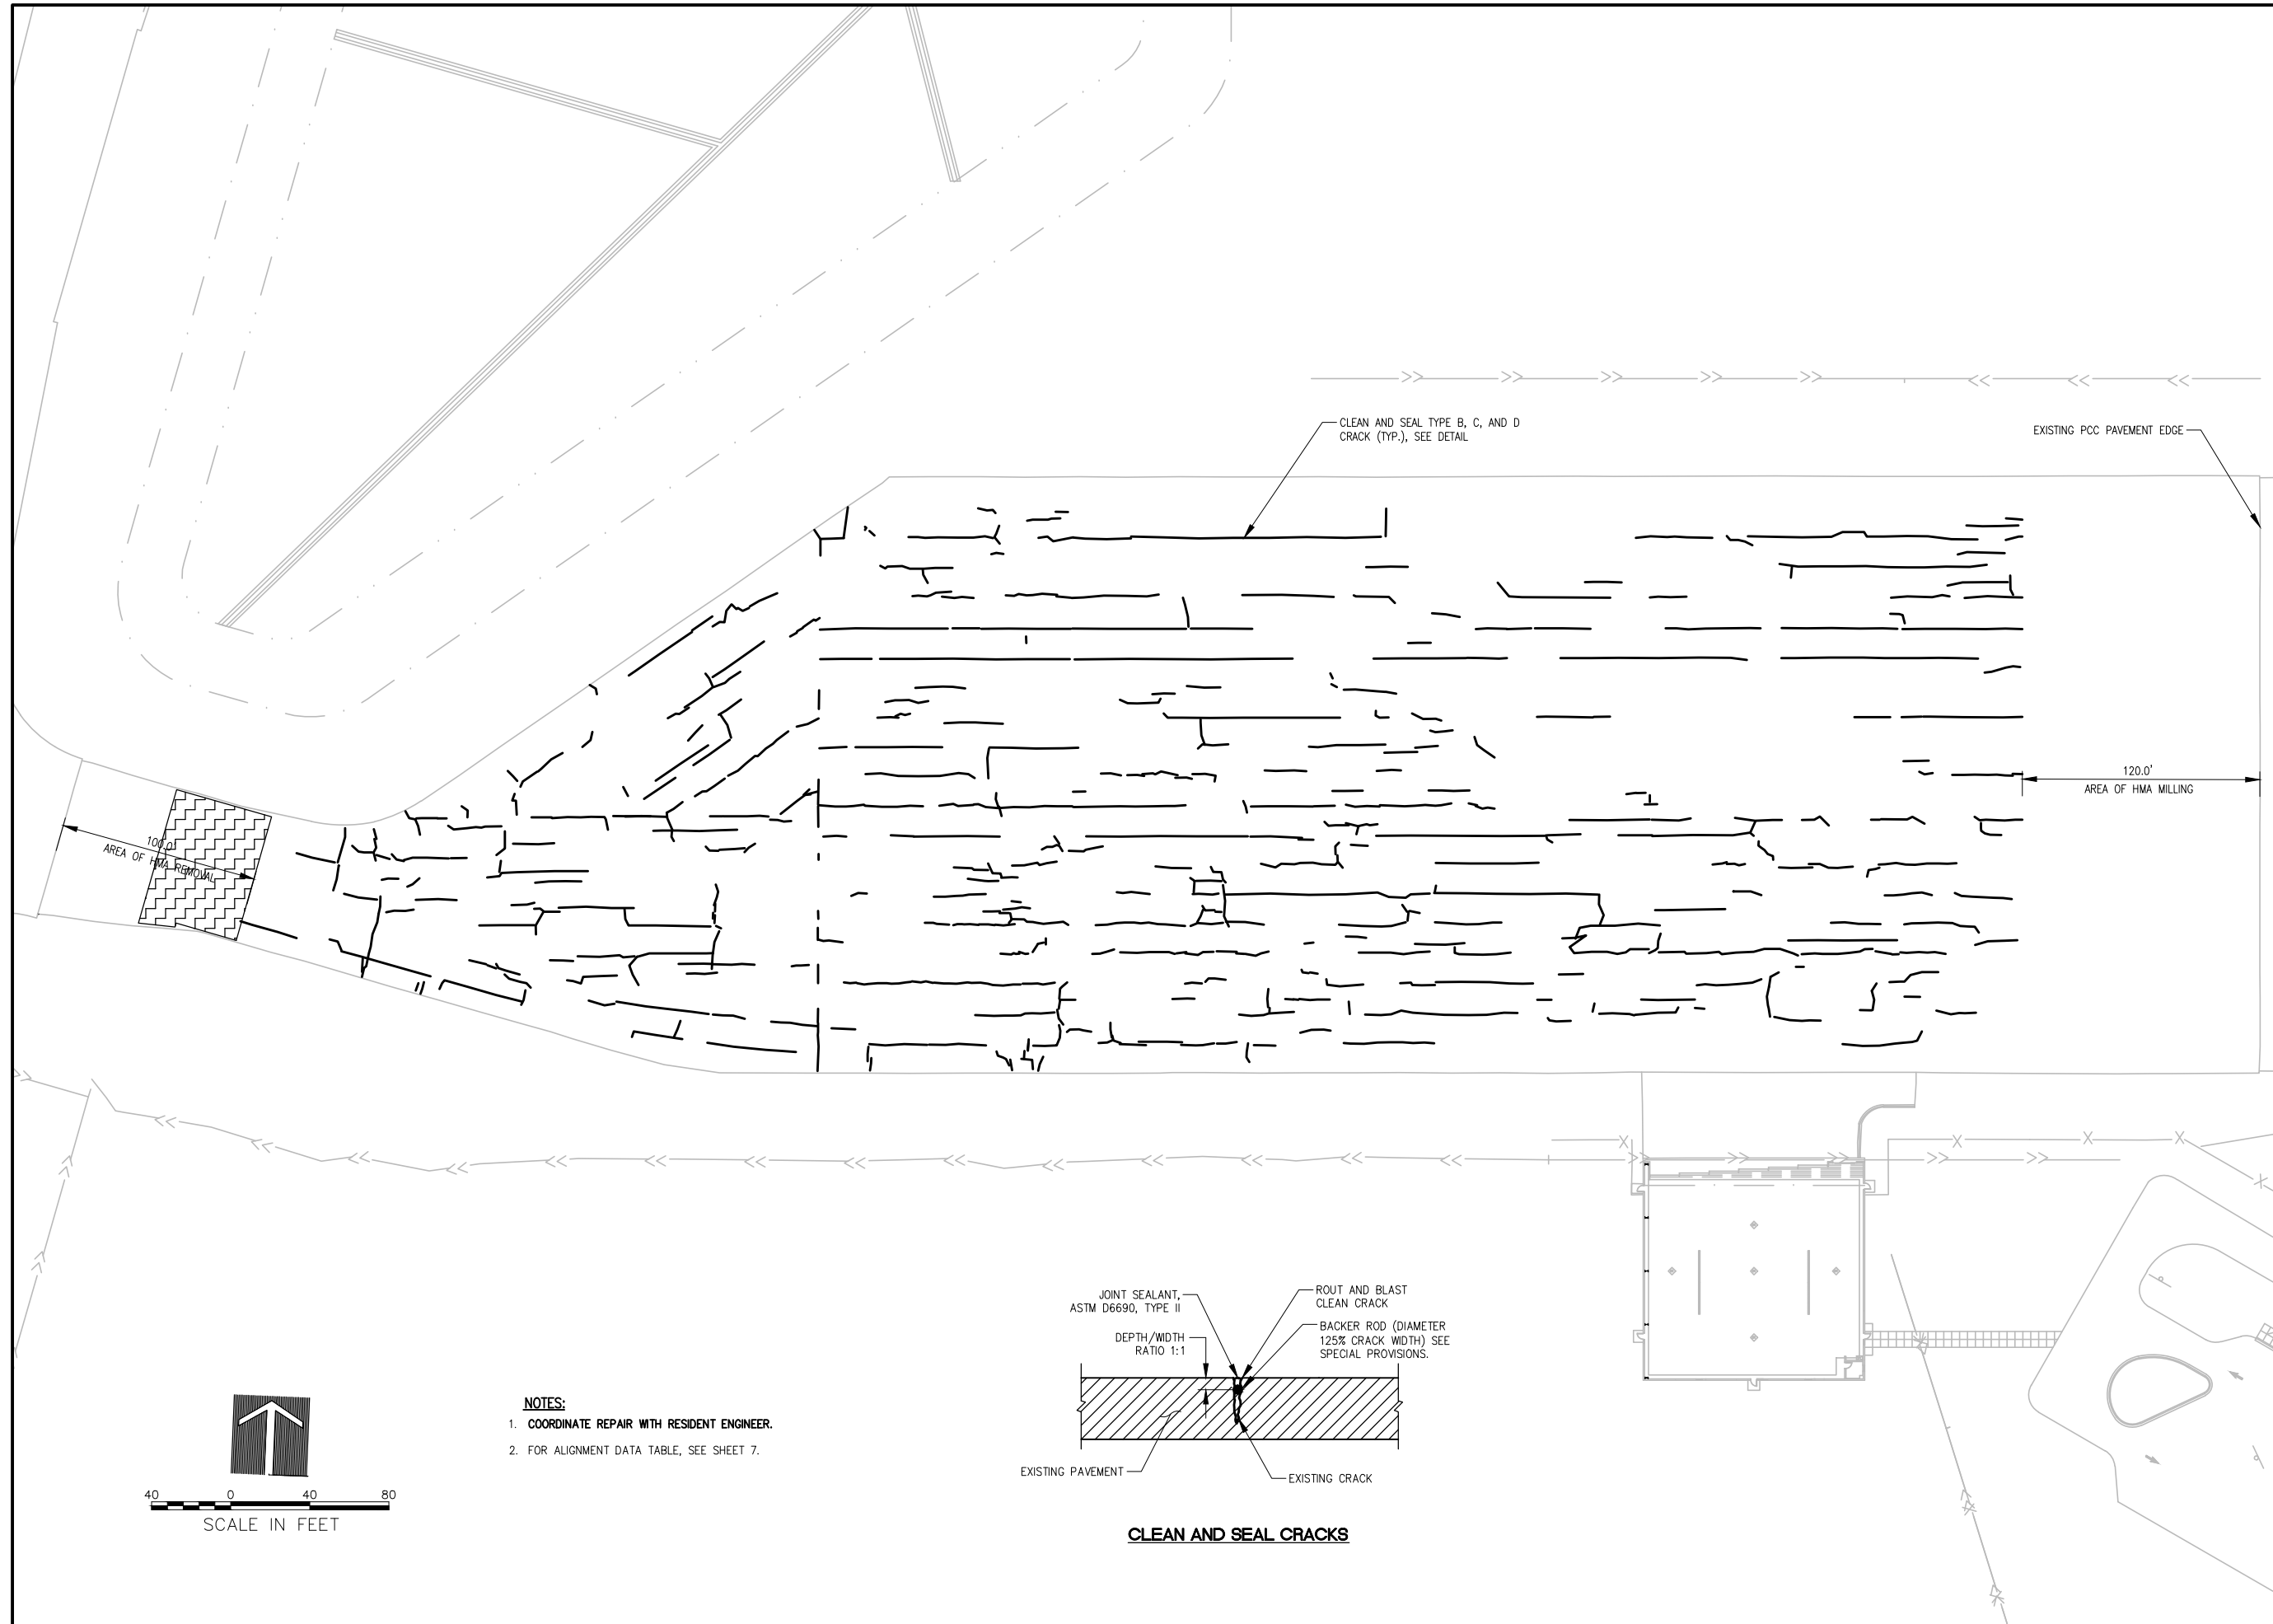 CLEAN AND SEAL TYPE B, C, AND D
CRACK (TYP.), SEE DETAIL
EXISTING PCC PAVEMENT EDGE
120.0'
AREA OF HMA MILLING
100.0'
AREA OF HMA REMOVAL
JOINT SEALANT,
ASTM D6690, TYPE II
ROUT AND BLAST
CLEAN CRACK
DEPTH/WIDTH
RATIO 1:1
BACKER ROD (DIAMETER
125% CRACK WIDTH) SEE
SPECIAL PROVISIONS.
EXISTING PAVEMENT
EXISTING CRACK
CLEAN AND SEAL CRACKS
NOTES:
1. COORDINATE REPAIR WITH RESIDENT ENGINEER.
2. FOR ALIGNMENT DATA TABLE, SEE SHEET 7.
40 0 40 80
SCALE IN FEET